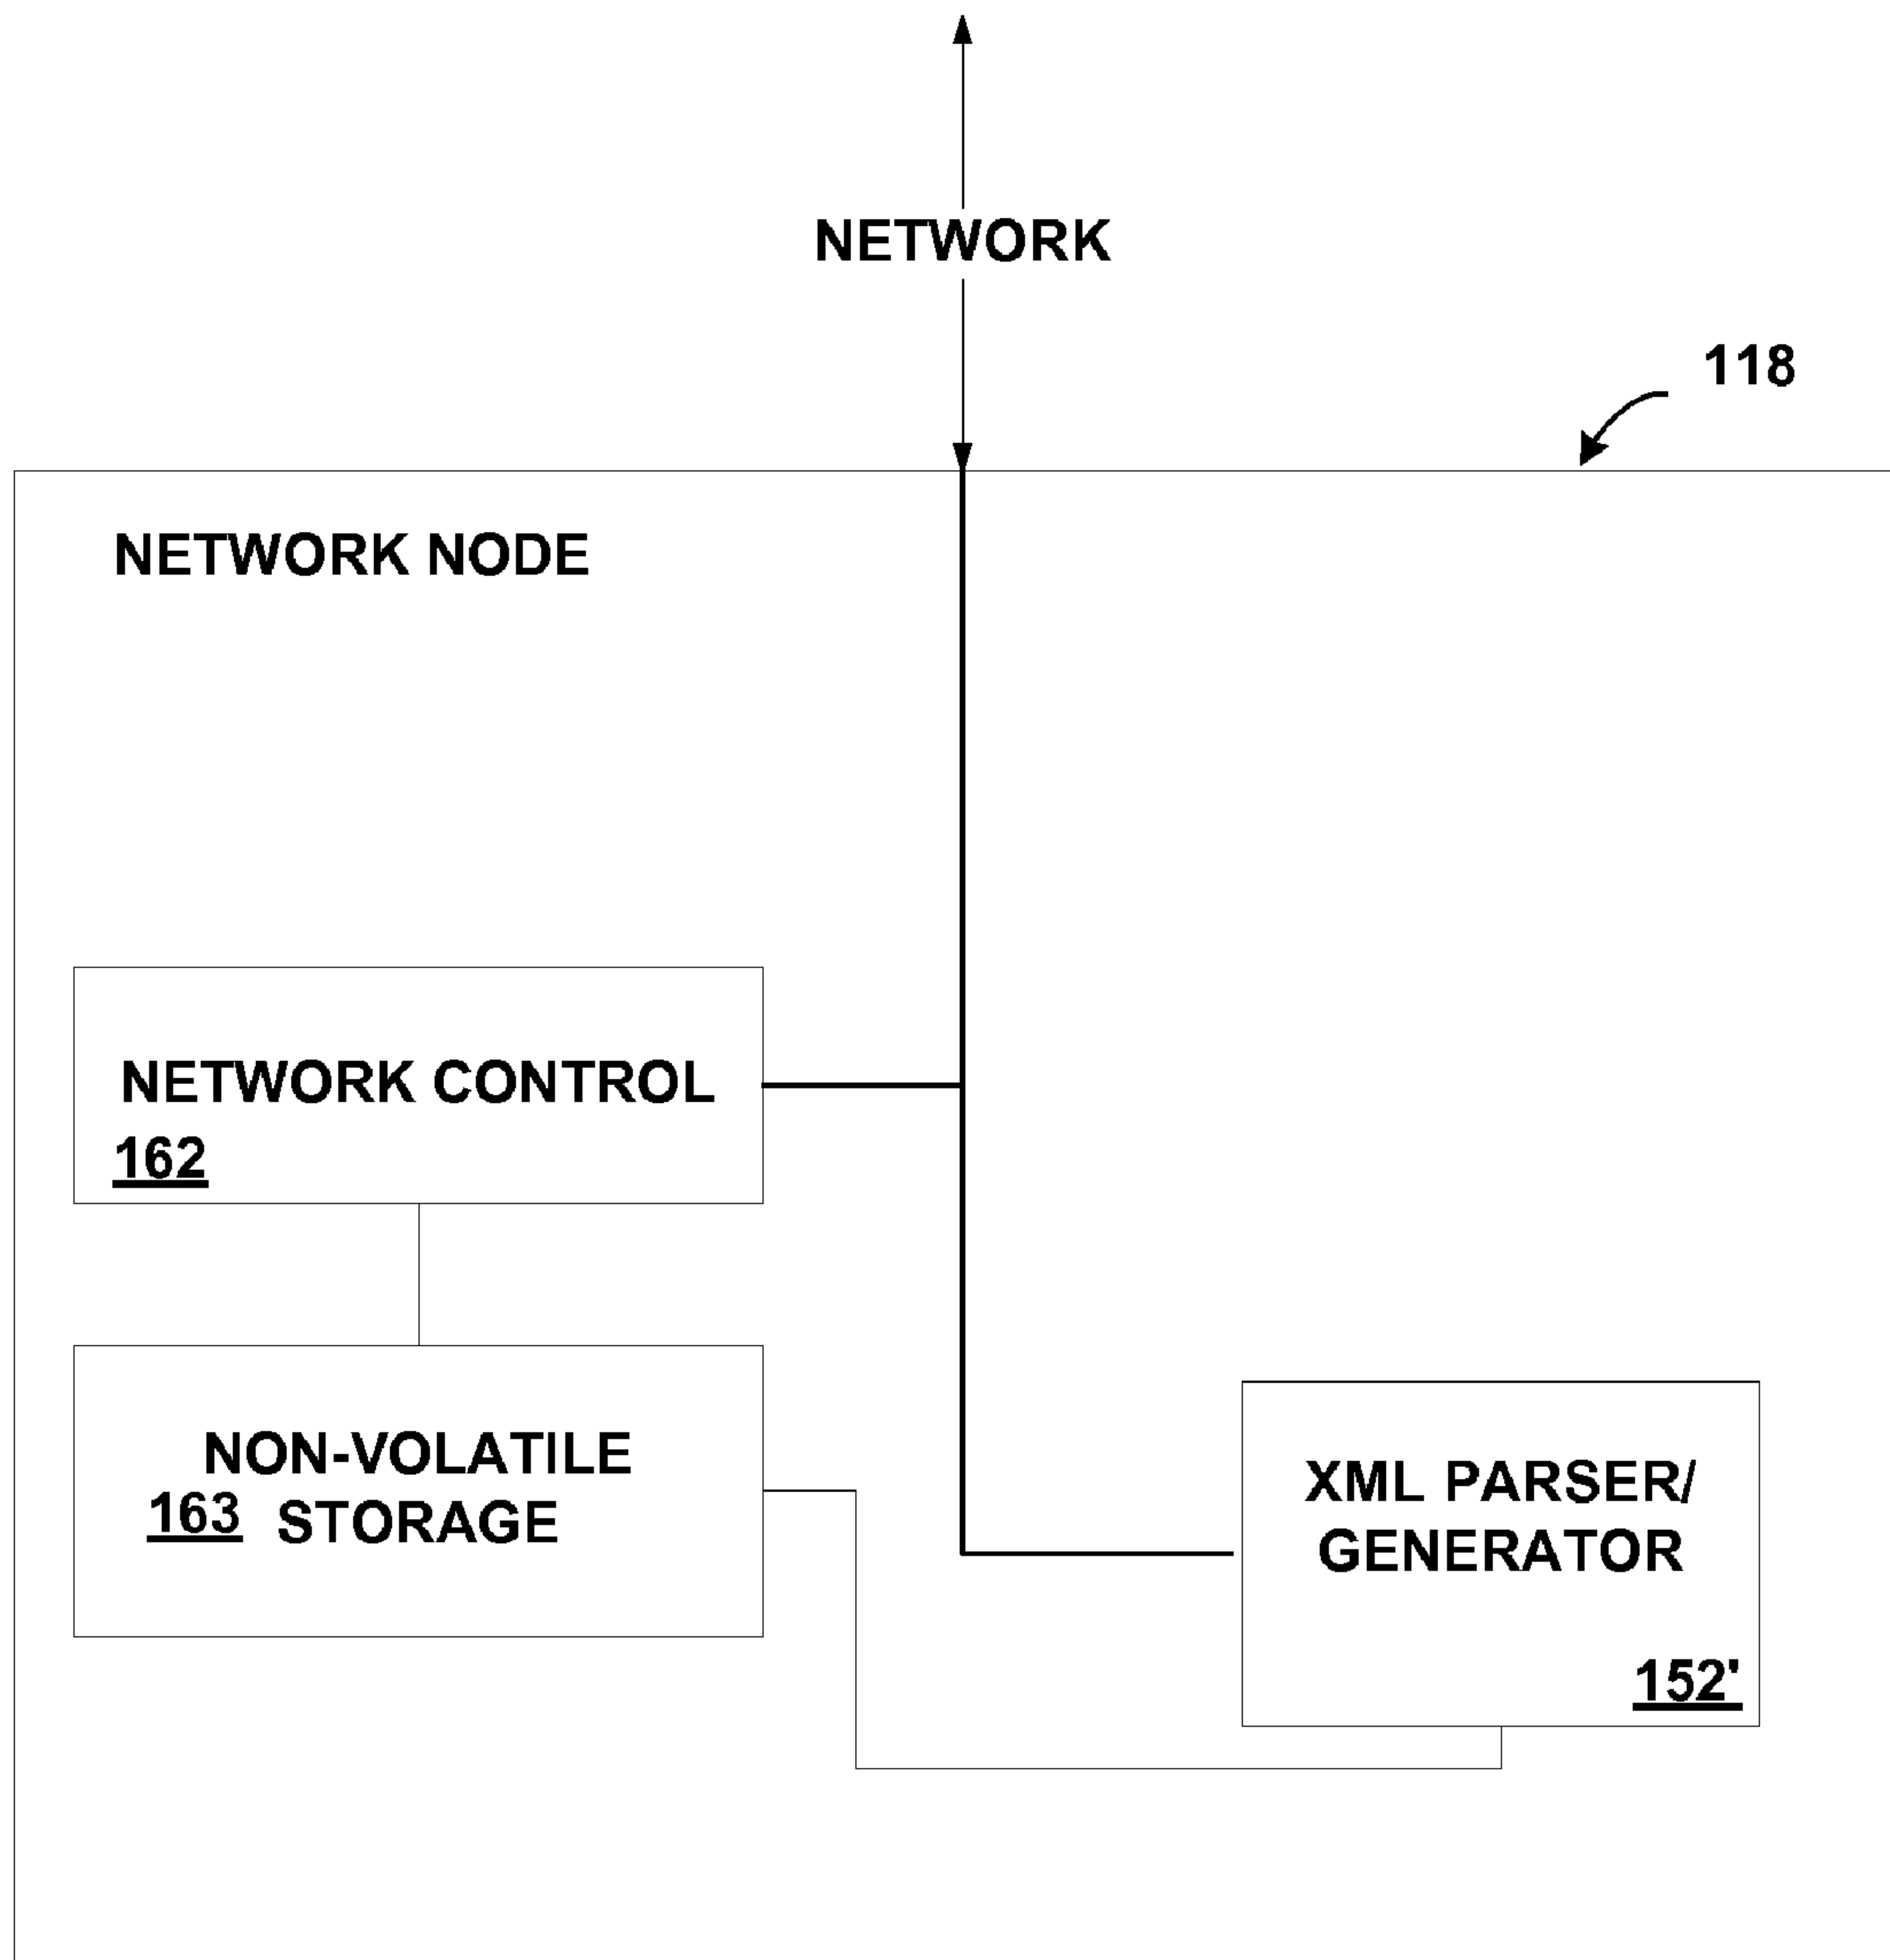 NETWORK
118
NETWORK NODE
NETWORK CONTROL
162
NON-VOLATILE
163 STORAGE
XML PARSER/
GENERATOR
152'